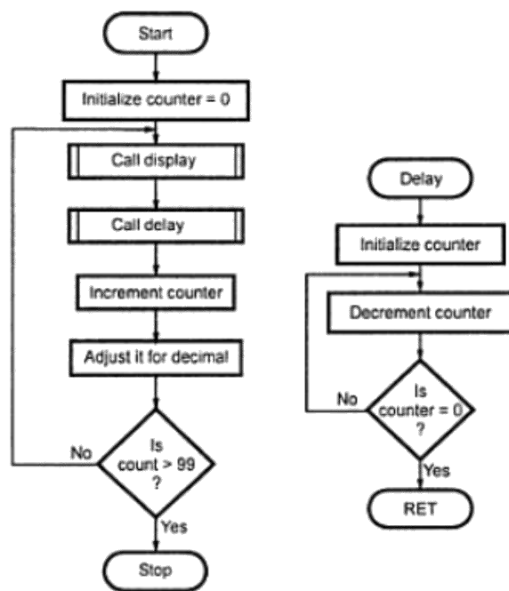 Start
Initialize counter = 0
Call display
Call delay
Increment counter
Adjust it for decimal
Is
count > 99
?
No
Yes
Stop
Delay
Initialize counter
Decrement counter
Is
counter = 0
?
No
Yes
RET